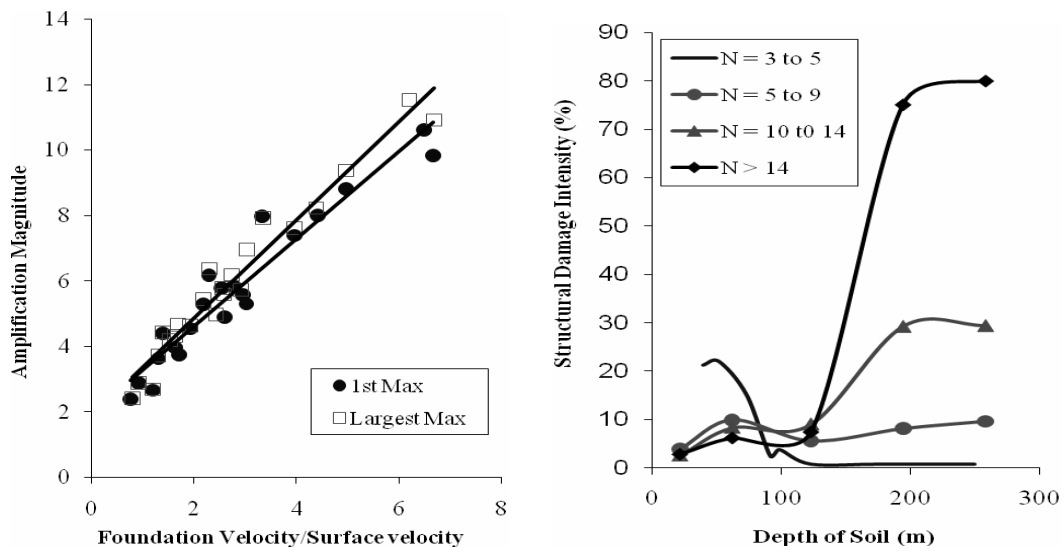 Amplification Magnitude
14
12
10
8
6
4
2
0
1st Max
Largest Max
0 2 4 6 8
Foundation Velocity/Surface velocity
Structural Damage Intensity (%)
90
80
70
60
50
40
30
20
10
0
N = 3 to 5
N = 5 to 9
N = 10 t0 14
N > 14
0 100 200 300
Depth of Soil (m)